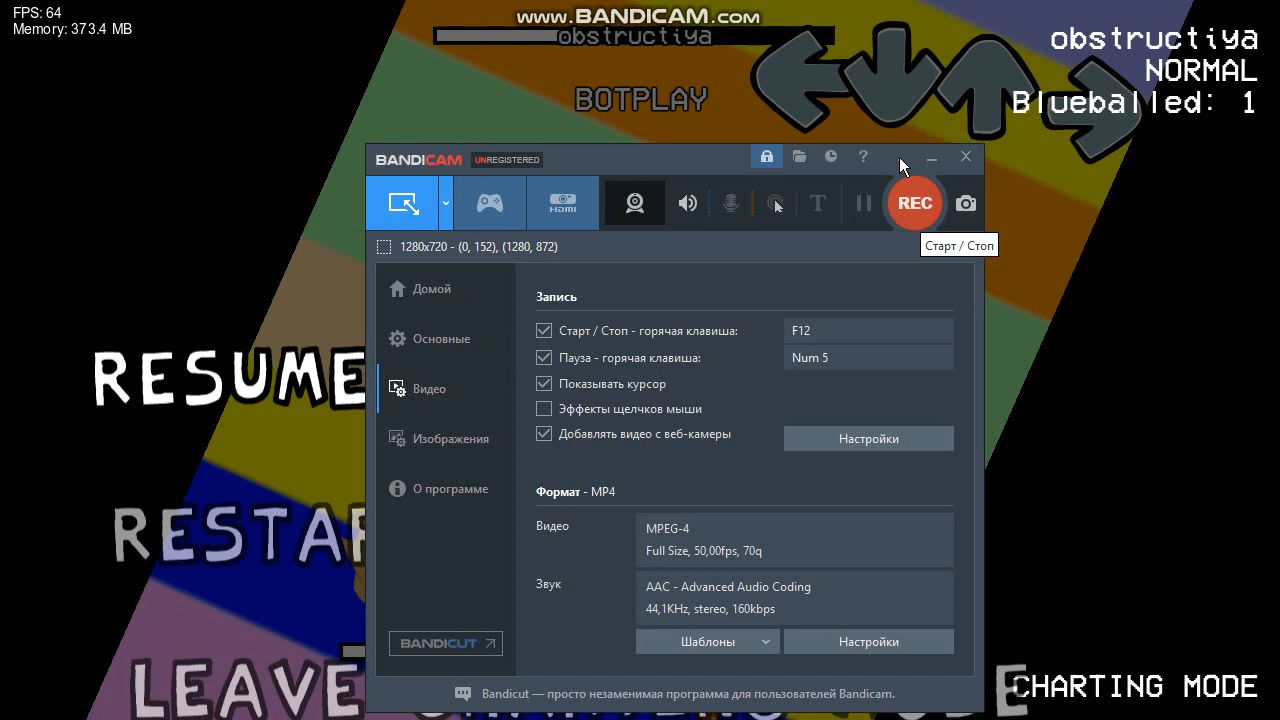 FPS: 64
Memory: 373.4 MB
www.BANDICAM.com
obstructiya
obstructiya
NORMAL
Blueballed: 1
BOTPLAY
BANDICAM UNREGISTERED
HDMI
REC
Старт / Стоп
1280x720 - (0, 152), (1280, 872)
Домой
Основные
Видео
Изображения
О программе
BANDICUT
Запись
Старт / Стоп - горячая клавиша: F12
Пауза - горячая клавиша: Num 5
Показывать курсор
Эффекты щелчков мыши
Добавлять видео с веб-камеры Настройки
Формат - MP4
Видео MPEG-4
Full Size, 50,00fps, 70q
Звук AAC - Advanced Audio Coding
44,1KHz, stereo, 160kbps
Шаблоны Настройки
Bandicut — просто незаменимая программа для пользователей Bandicam.
RESUME
RESTAR
LEAVE
CHARTING MODE